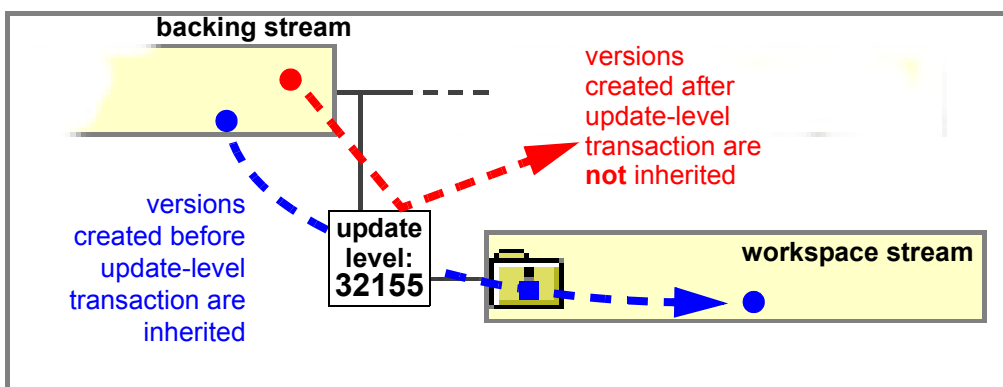 backing stream
versions
created after
update-level
transaction are
not inherited
versions
created before
update-level
transaction are
inherited
update
level:
32155
workspace stream